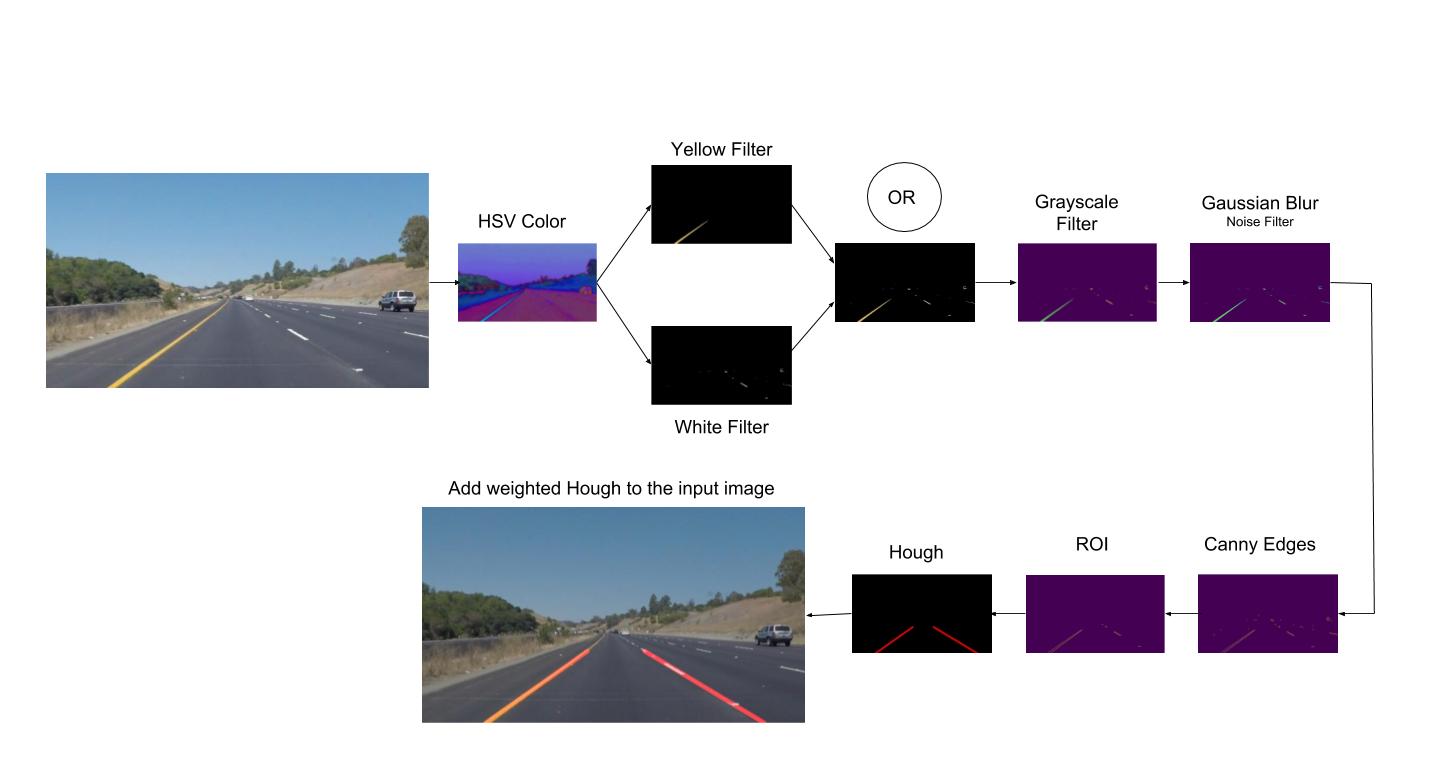 Yellow Filter
HSV Color
White Filter
OR
Grayscale
Filter
Gaussian Blur
Noise Filter
Canny Edges
ROI
Hough
Add weighted Hough to the input image